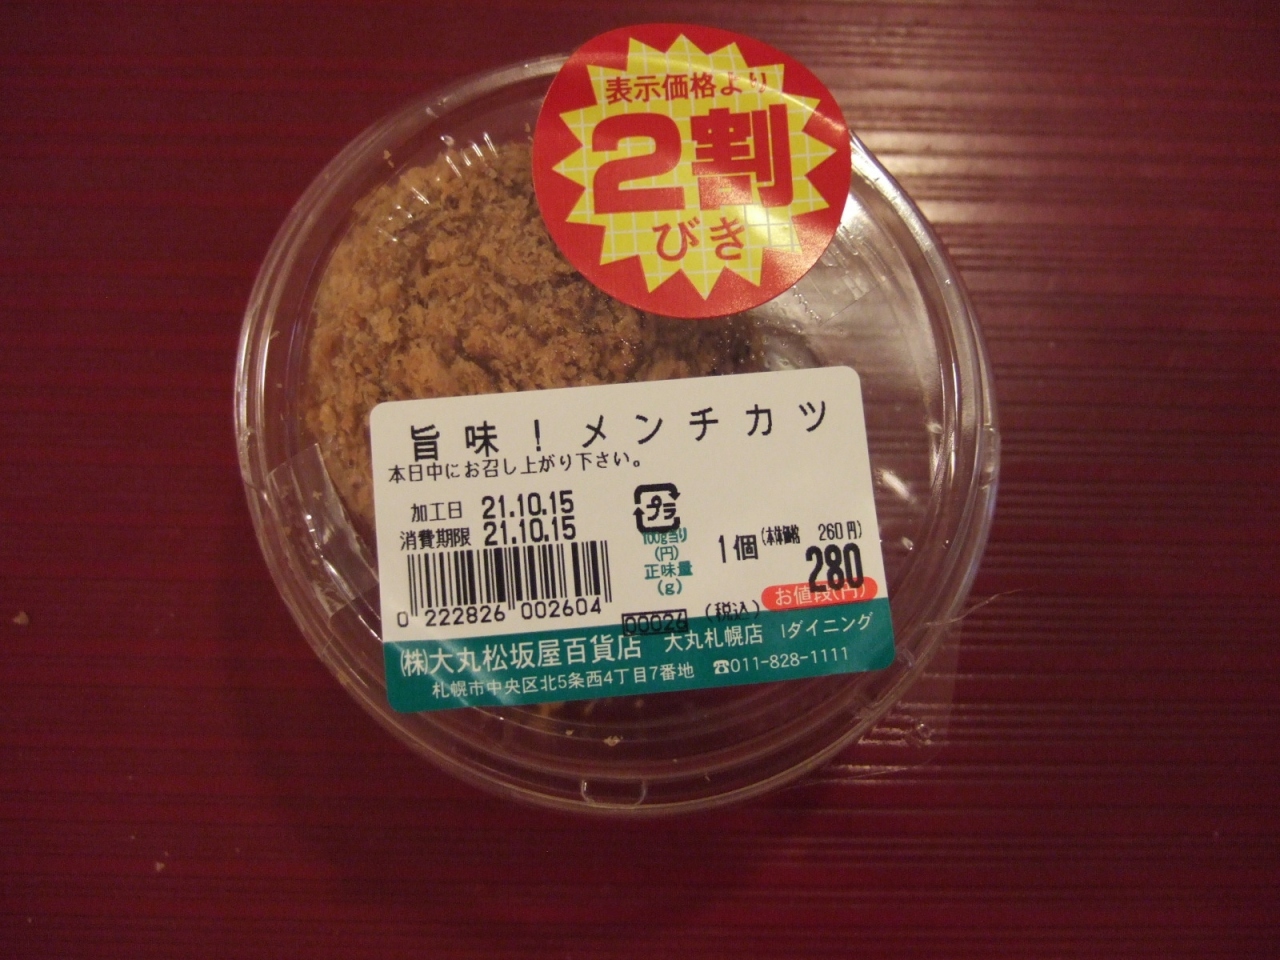 表示価格より
2割
びき
旨味！メンチカツ
本日中にお召し上がり下さい。
加工日 21.10.15
消費期限 21.10.15
プラ
100g当り
(円)
正味量
(g)
1個
(本体価格 260円)
280
お値段(円)
0 222826 002604
00026
(税込)
(株)大丸松坂屋百貨店 大丸札幌店 Iダイニング
札幌市中央区北5条西4丁目7番地 ☎011-828-1111